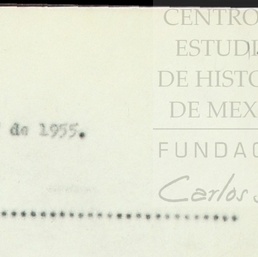 CENTRO
ESTUDI
DE HISTO
DE MEX
FUNDAC
Carlos S
de 1955.